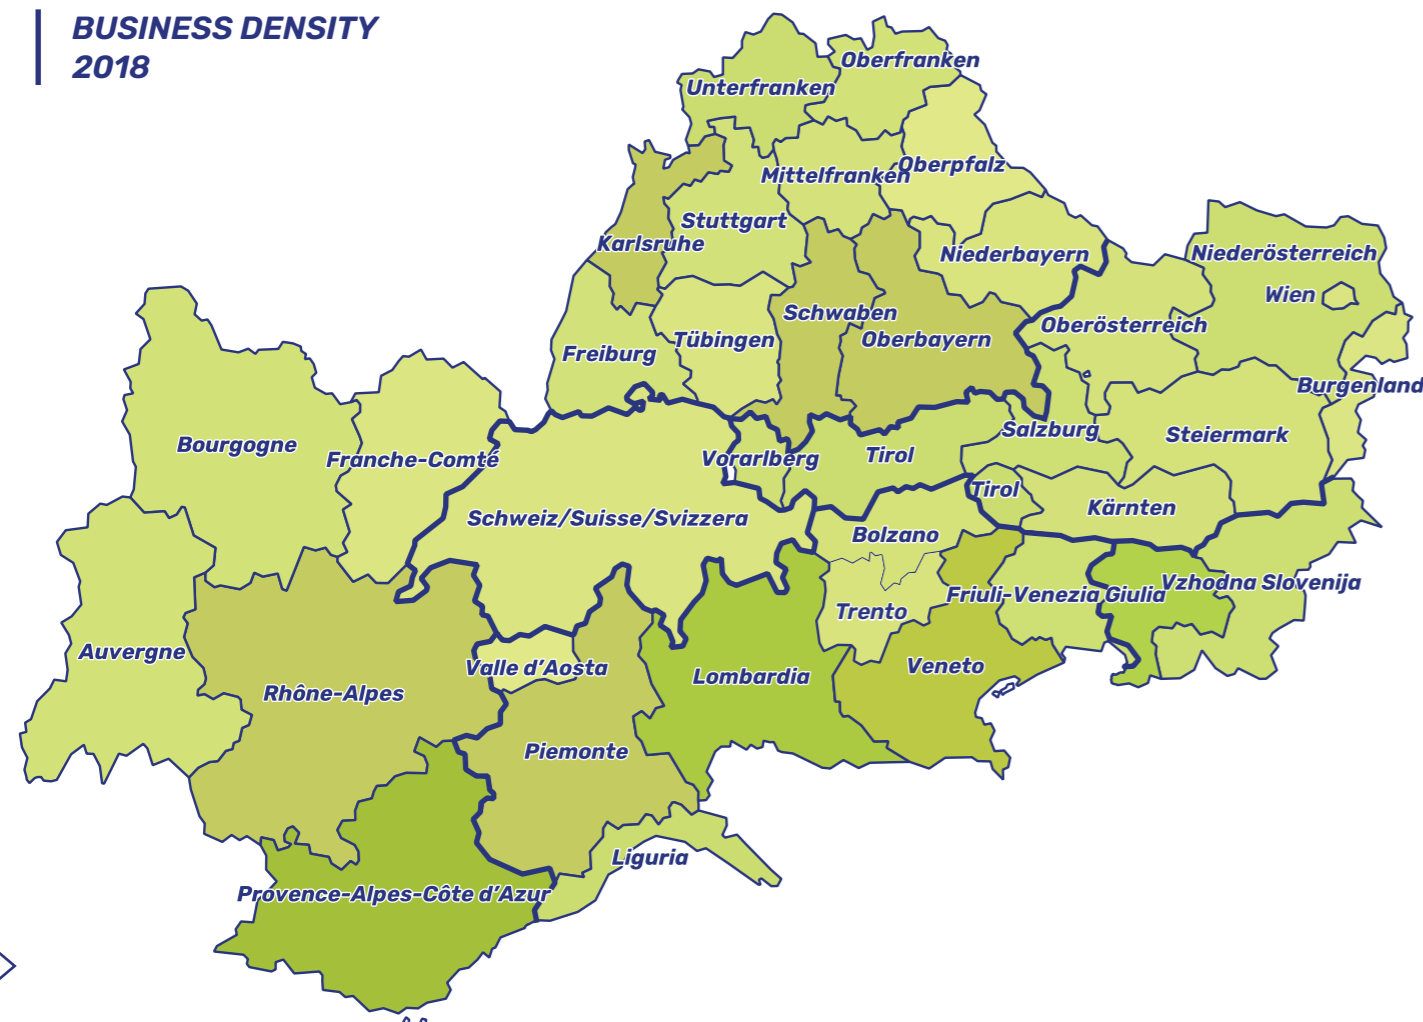 BUSINESS DENSITY
2018
Oberfranken
Unterfranken
Oberpfalz
Mittelfranken
Stuttgart
Karlsruhe
Niederbayern
Niederösterreich
Wien
Schwaben
Oberösterreich
Tübingen
Oberbayern
Freiburg
Burgenland
Salzburg
Steiermark
Bourgogne
Franche-Comté
Vorarlberg
Tirol
Tirol
Kärnten
Schweiz/Suisse/Svizzera
Bolzano
Vzhodna Slovenija
Friuli-Venezia Giulia
Trento
Auvergne
Valle d’Aosta
Veneto
Lombardia
Rhône-Alpes
Piemonte
Liguria
Provence-Alpes-Côte d’Azur